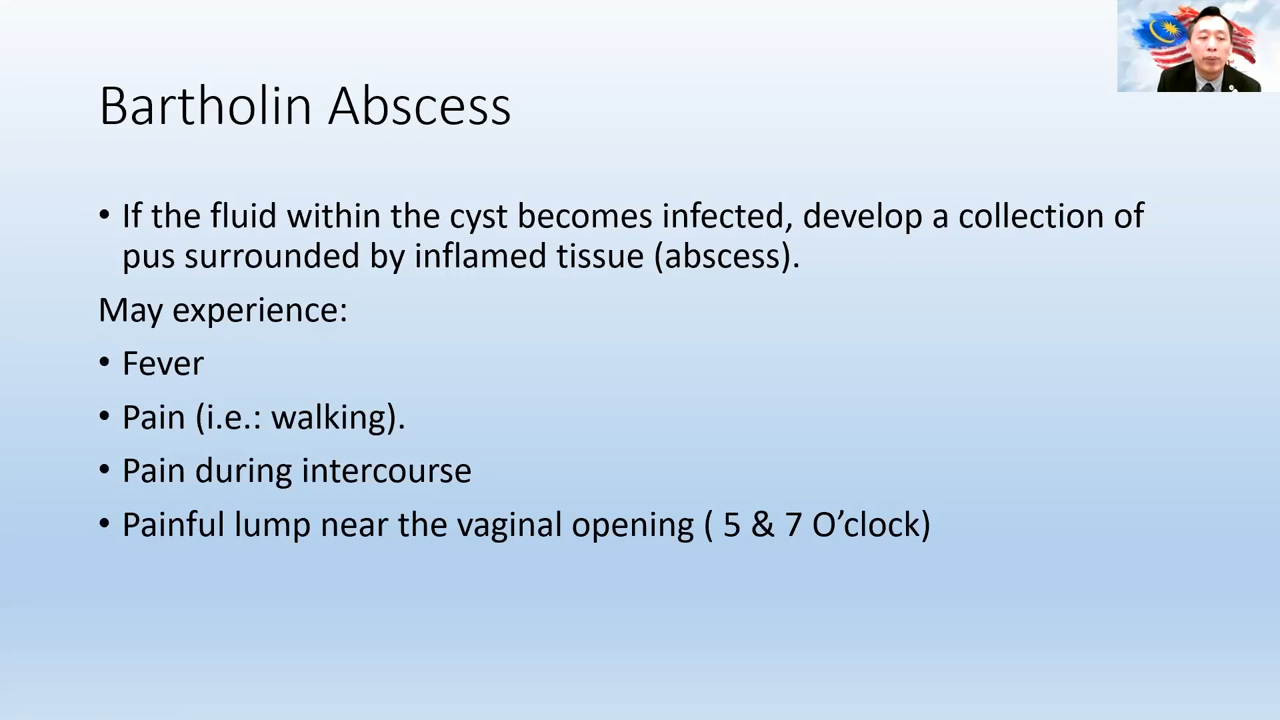 Bartholin Abscess
• If the fluid within the cyst becomes infected, develop a collection of
pus surrounded by inflamed tissue (abscess).
May experience:
• Fever
• Pain (i.e.: walking).
• Pain during intercourse
• Painful lump near the vaginal opening ( 5 & 7 O’clock)